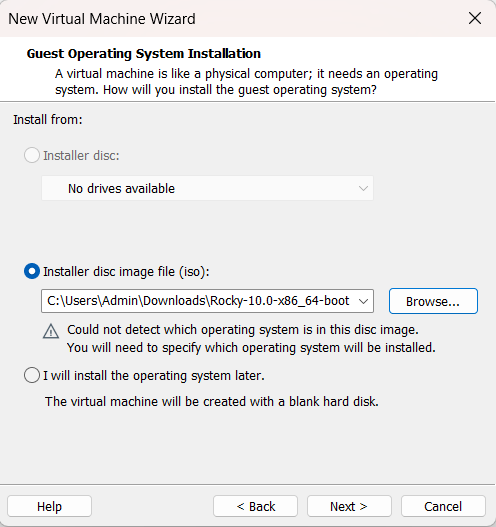 New Virtual Machine Wizard
Guest Operating System Installation
A virtual machine is like a physical computer; it needs an operating
system. How will you install the guest operating system?
Install from:
Installer disc:
No drives available
Installer disc image file (iso):
C:\Users\Admin\Downloads\Rocky-10.0-x86_64-boot
Browse...
Could not detect which operating system is in this disc image.
You will need to specify which operating system will be installed.
I will install the operating system later.
The virtual machine will be created with a blank hard disk.
Help
< Back
Next >
Cancel